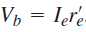 V_b = I_e r'_e